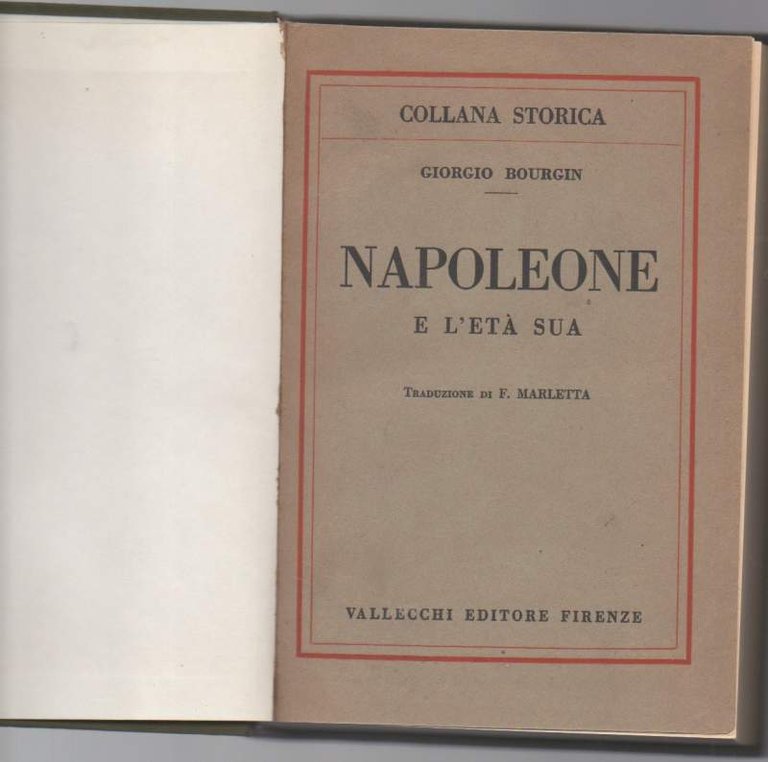 COLLANA STORICA
GIORGIO BOURGIN
NAPOLEONE
E L'ETÀ SUA
TRADUZIONE DI F. MARLETTA
VALLECCHI EDITORE FIRENZE